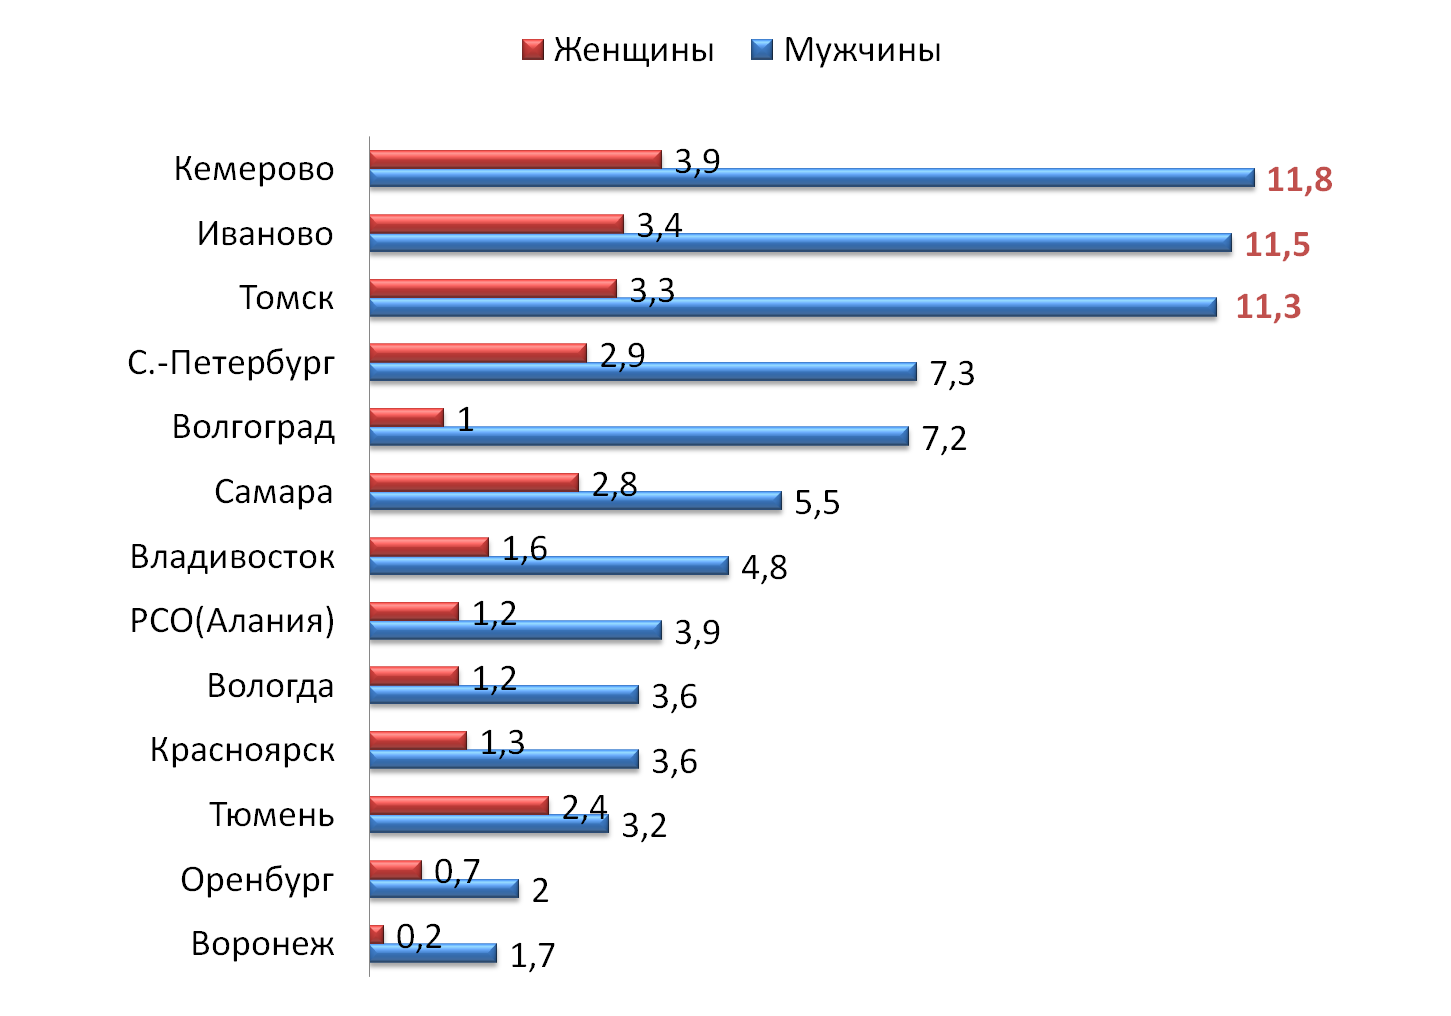 Женщины Мужчины
Кемерово 3,9 11,8
Иваново 3,4 11,5
Томск 3,3 11,3
С.-Петербург 2,9 7,3
Волгоград 1 7,2
Самара 2,8 5,5
Владивосток 1,6 4,8
РСО(Алания) 1,2 3,9
Вологда 1,2 3,6
Красноярск 1,3 3,6
Тюмень 2,4 3,2
Оренбург 0,7 2
Воронеж 0,2 1,7